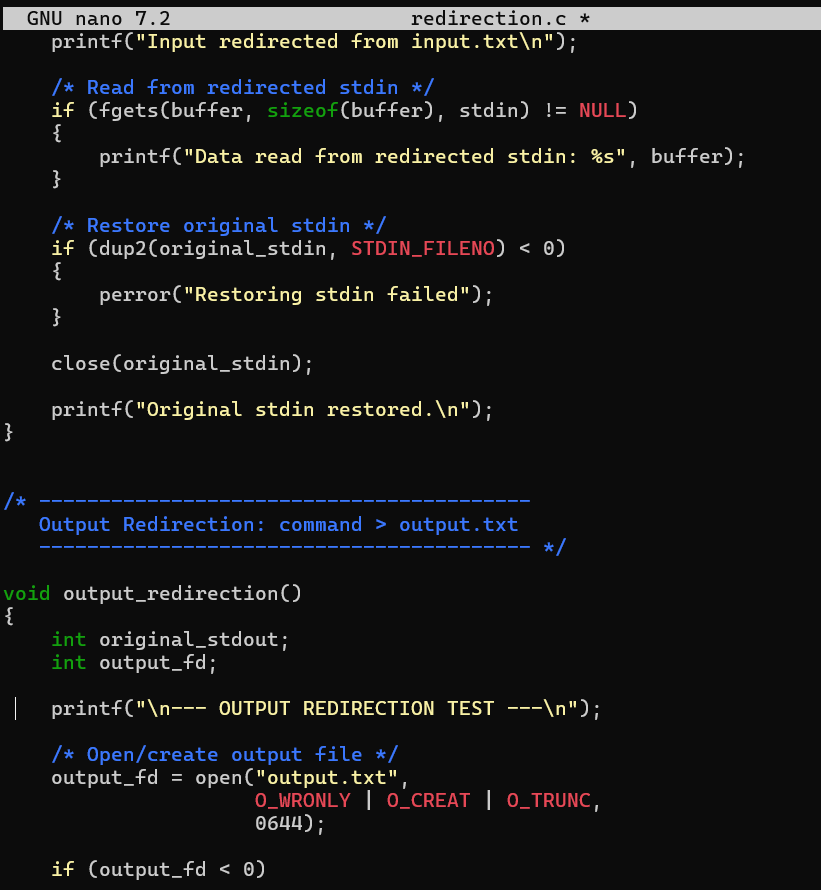 GNU nano 7.2                    redirection.c *
    printf("Input redirected from input.txt\n");

    /* Read from redirected stdin */
    if (fgets(buffer, sizeof(buffer), stdin) != NULL)
    {
        printf("Data read from redirected stdin: %s", buffer);
    }

    /* Restore original stdin */
    if (dup2(original_stdin, STDIN_FILENO) < 0)
    {
        perror("Restoring stdin failed");
    }

    close(original_stdin);

    printf("Original stdin restored.\n");
}


/* -----------------------------------------
   Output Redirection: command > output.txt
   ----------------------------------------- */

void output_redirection()
{
    int original_stdout;
    int output_fd;

    printf("\n--- OUTPUT REDIRECTION TEST ---\n");

    /* Open/create output file */
    output_fd = open("output.txt",
                     O_WRONLY | O_CREAT | O_TRUNC,
                     0644);

    if (output_fd < 0)